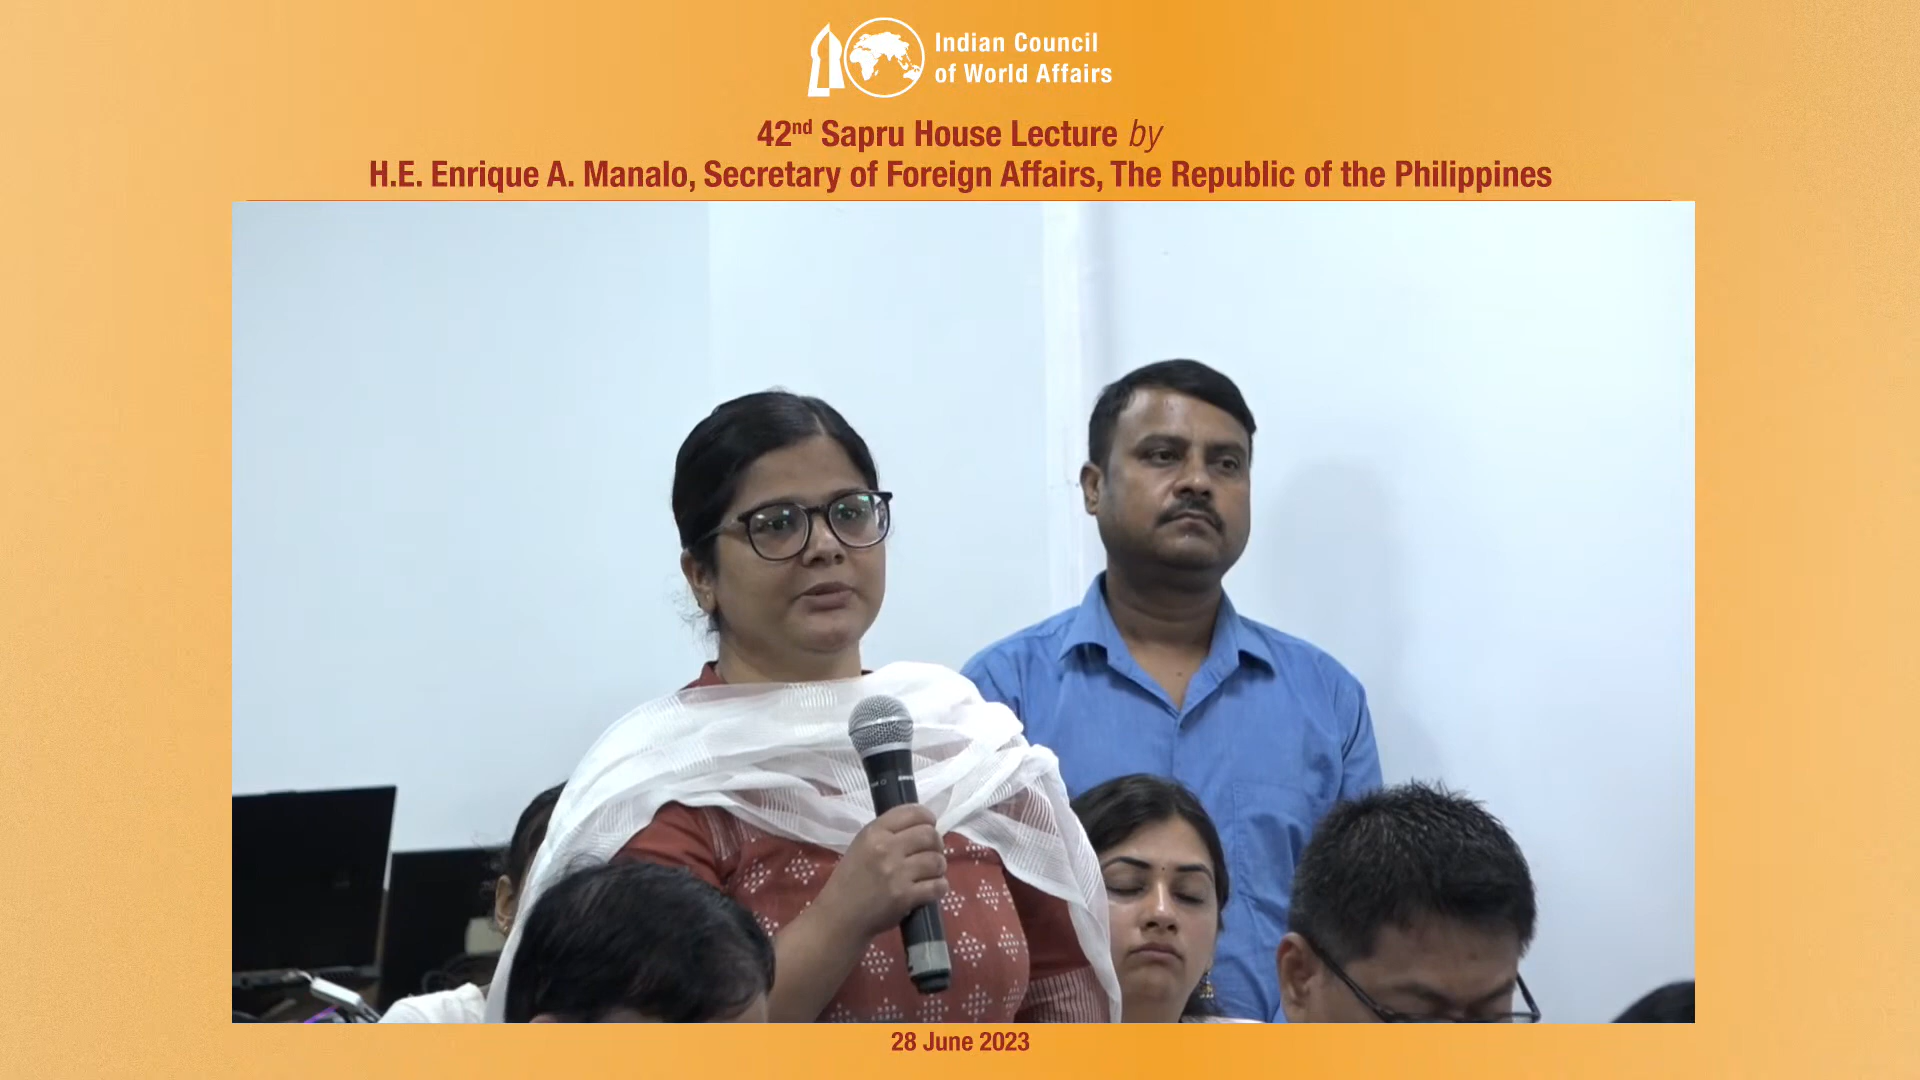 Indian Council
of World Affairs
42nd Sapru House Lecture by
H.E. Enrique A. Manalo, Secretary of Foreign Affairs, The Republic of the Philippines
28 June 2023